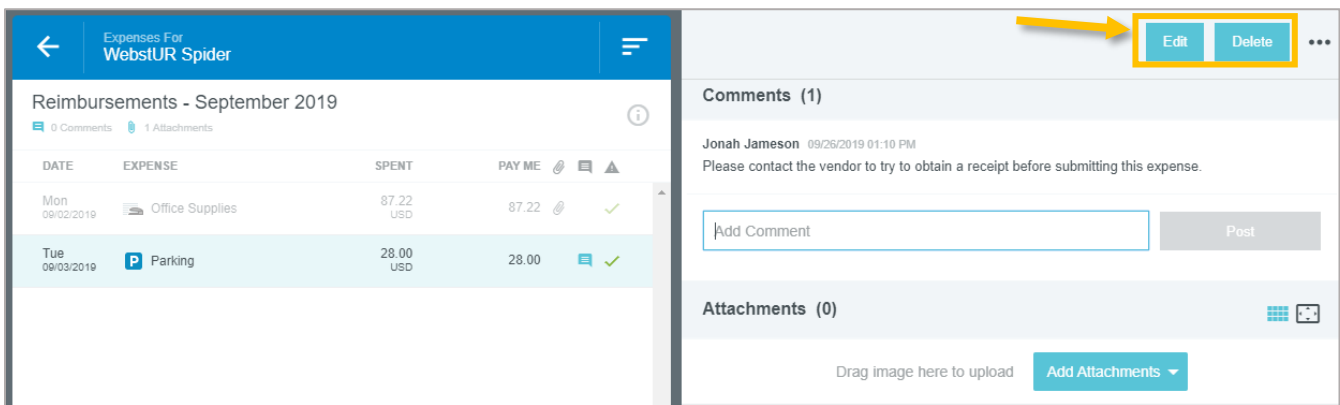 Expenses For
WebstUR Spider
Reimbursements - September 2019
0 Comments 1 Attachments
DATE EXPENSE SPENT PAY ME
Mon
09/02/2019
Office Supplies
87.22
USD
87.22
Tue
09/03/2019
P Parking
28.00
USD
28.00
Edit Delete
Comments (1)
Jonah Jameson 09/26/2019 01:10 PM
Please contact the vendor to try to obtain a receipt before submitting this expense.
Add Comment
Post
Attachments (0)
Drag image here to upload
Add Attachments